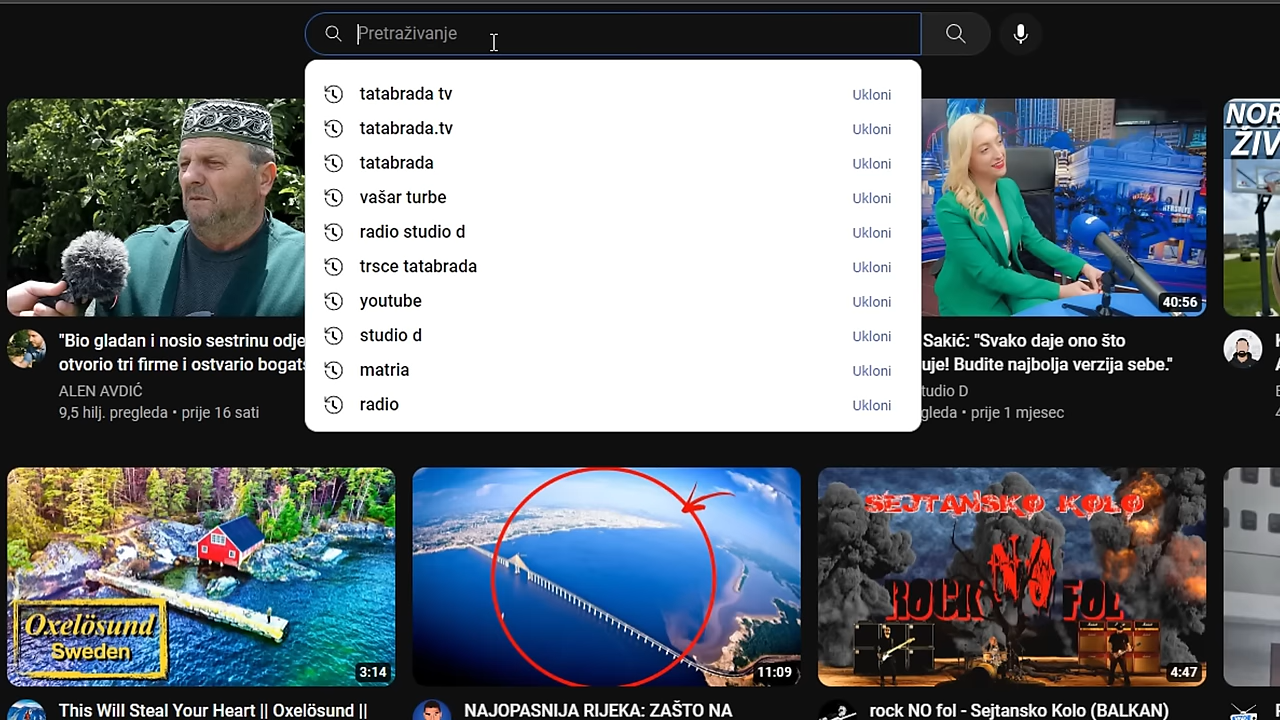 Pretraživanje
tatabrada tv Ukloni
tatabrada.tv Ukloni
tatabrada Ukloni
vašar turbe Ukloni
radio studio d Ukloni
trsce tatabrada Ukloni
youtube Ukloni
studio d Ukloni
matria Ukloni
radio Ukloni
40:56
"Bio gladan i nosio sestrinu odje
otvorio tri firme i ostvario bogats
ALEN AVDIĆ
9,5 hilj. pregleda • prije 16 sati
Sakić: "Svako daje ono što
uje! Budite najbolja verzija sebe."
tudio D
gleda • prije 1 mjesec
NOR
ŽIV
Oxelösund
Sweden
3:14
11:09
SEJTANSKO KOLO
ROCK NO FOL
4:47
This Will Steal Your Heart || Oxelösund ||
NAJOPASNIJA RIJEKA: ZAŠTO NA
rock NO fol - Sejtansko Kolo (BALKAN)